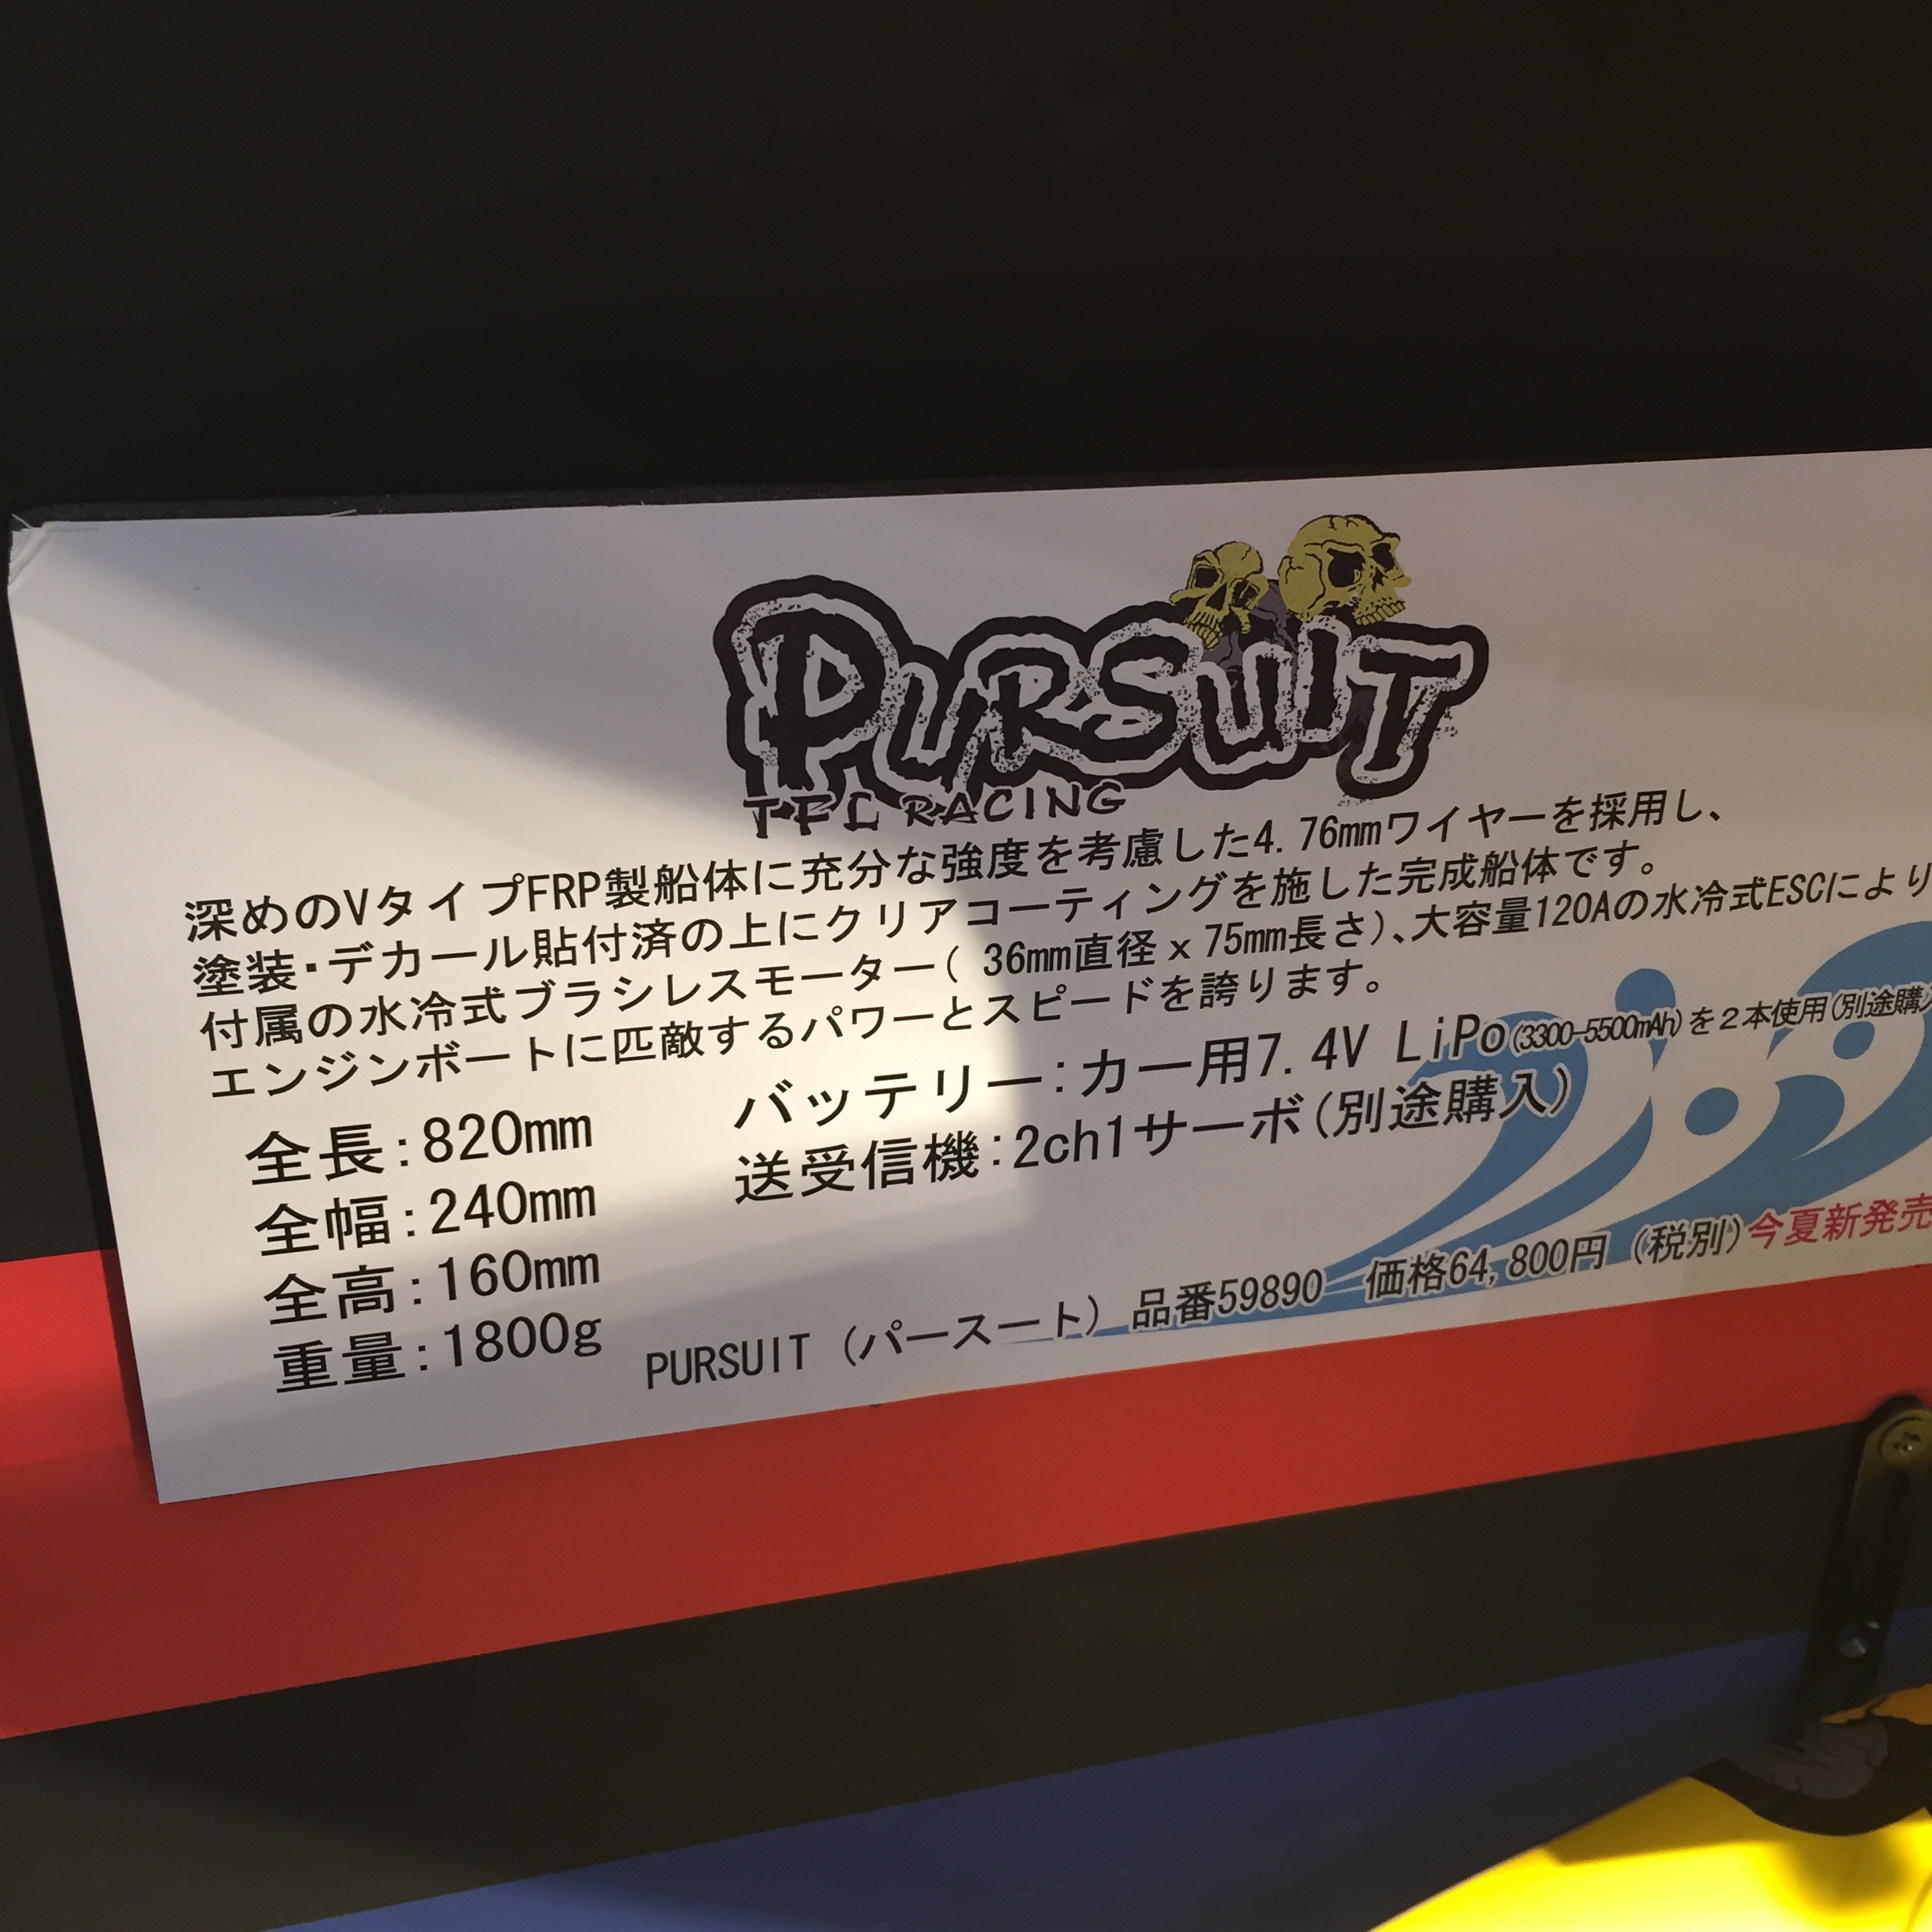 PURSUIT
TFL RACING
深めのVタイプFRP製船体に充分な強度を考慮した4.76mmワイヤーを採用し、
塗装・デカール貼付済の上にクリアコーティングを施した完成船体です。
付属の水冷式ブラシレスモーター( 36mm直径 x 75mm長さ)、大容量120Aの水冷式ESCにより
エンジンボートに匹敵するパワーとスピードを誇ります。
バッテリー:カー用7.4V LiPo(3300-5500mAh)を2本使用(別途購入
送受信機:2ch1サーボ(別途購入)
全長:820mm
全幅:240mm
全高:160mm
重量:1800g
PURSUIT (パースート) 品番59890 価格64,800円 (税別)今夏新発売